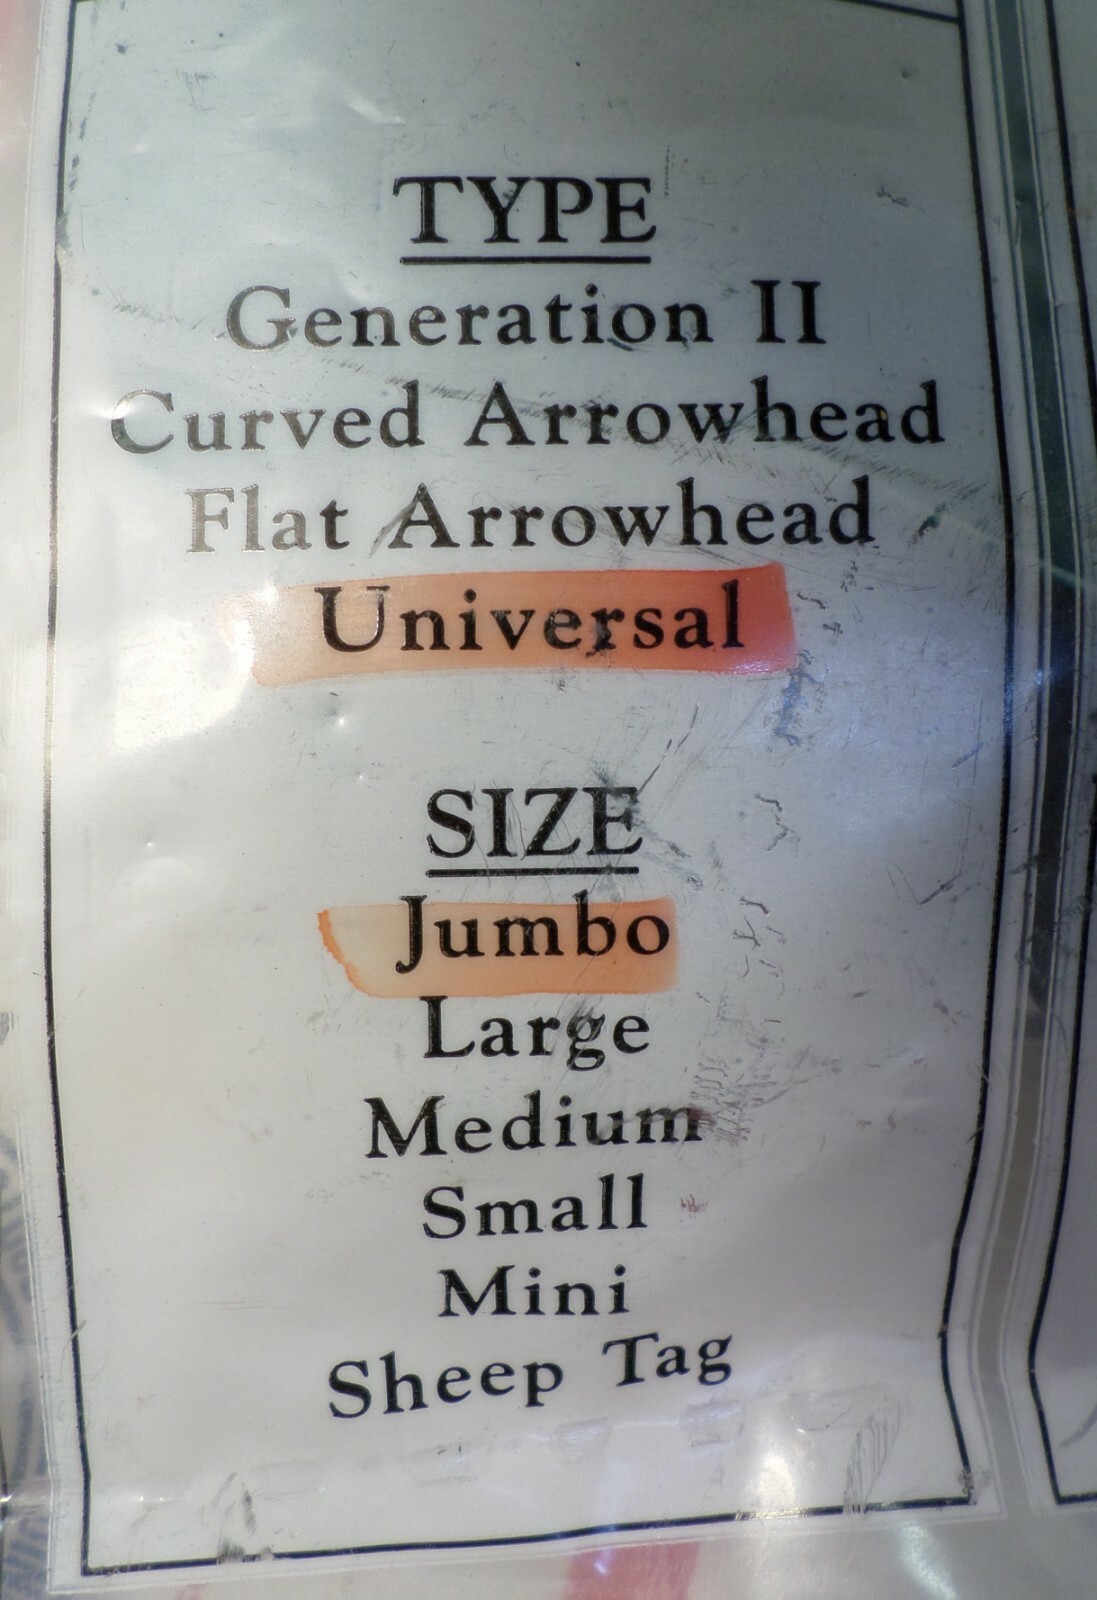 TYPE
Generation II
Curved Arrowhead
Flat Arrowhead
Universal
SIZE
Jumbo
Large
Medium
Small
Mini
Sheep Tag